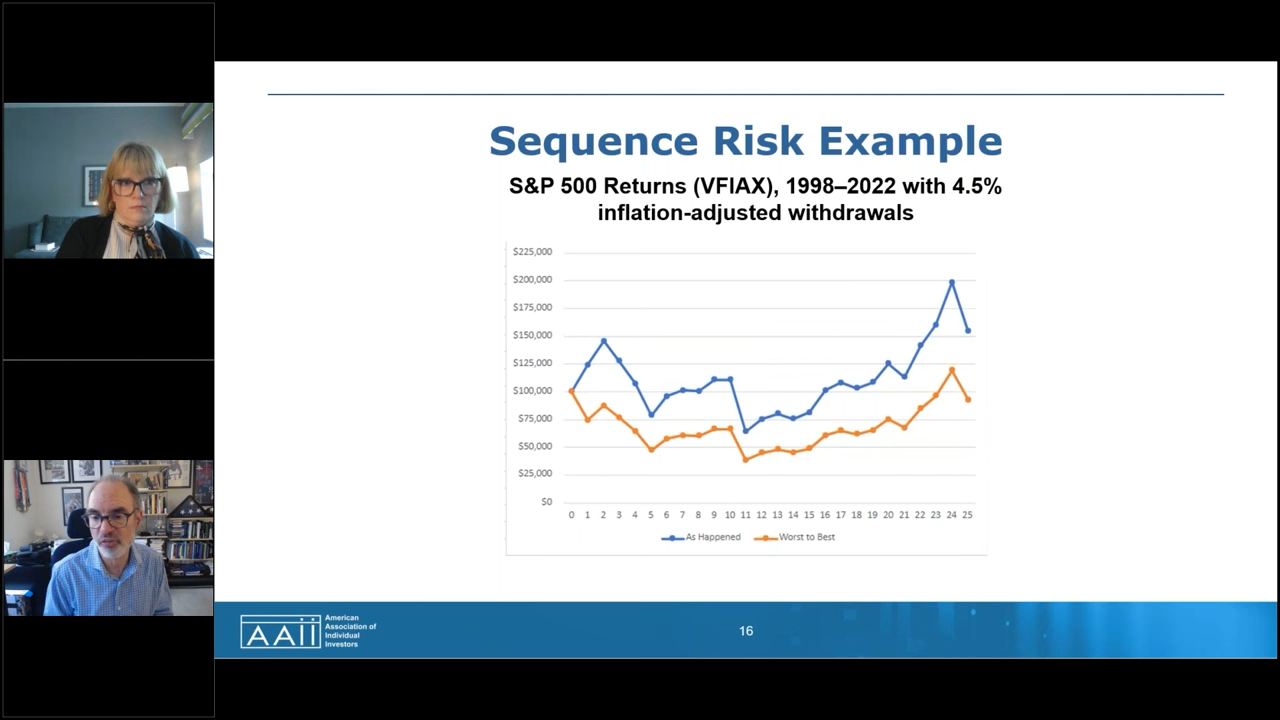 Sequence Risk Example
S&P 500 Returns (VFIAX), 1998–2022 with 4.5%
inflation-adjusted withdrawals
$225,000
$200,000
$175,000
$150,000
$125,000
$100,000
$75,000
$50,000
$25,000
$0
0 1 2 3 4 5 6 7 8 9 10 11 12 13 14 15 16 17 18 19 20 21 22 23 24 25
As Happened Worst to Best
AAII
American
Association of
Individual
Investors
16